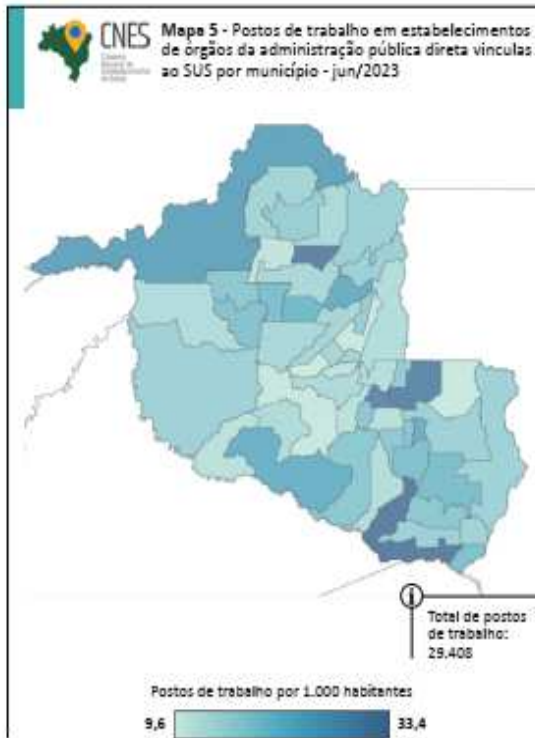 CNES
Mapa 5 - Postos de trabalho em estabelecimentos
de órgãos da administração pública direta vinculas
ao SUS por município - jun/2023
Total de postos
de trabalho:
29.408
Postos de trabalho por 1.000 habitantes
9,6
33,4